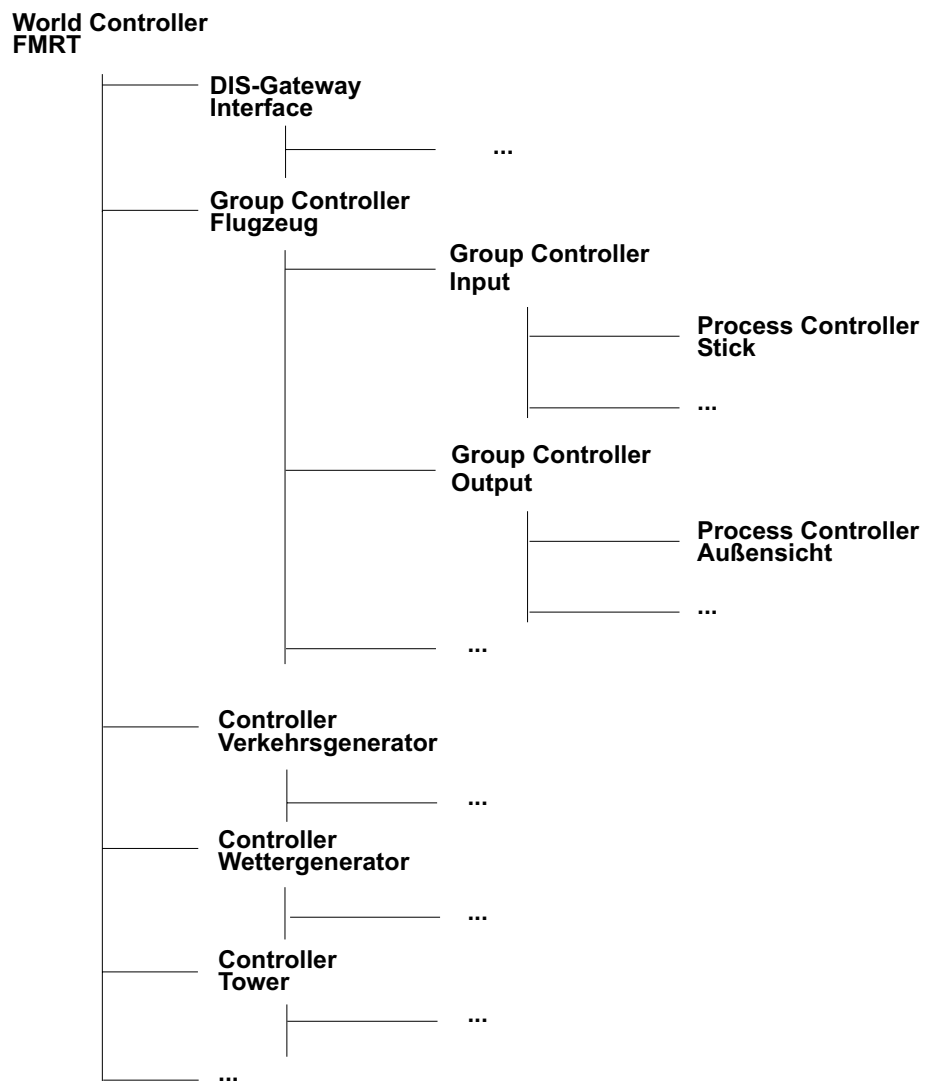 World Controller
FMRT
DIS-Gateway
Interface
...
Group Controller
Flugzeug
Group Controller
Input
Process Controller
Stick
...
Group Controller
Output
Process Controller
Außensicht
...
...
Controller
Verkehrsgenerator
...
Controller
Wettergenerator
...
Controller
Tower
...
...